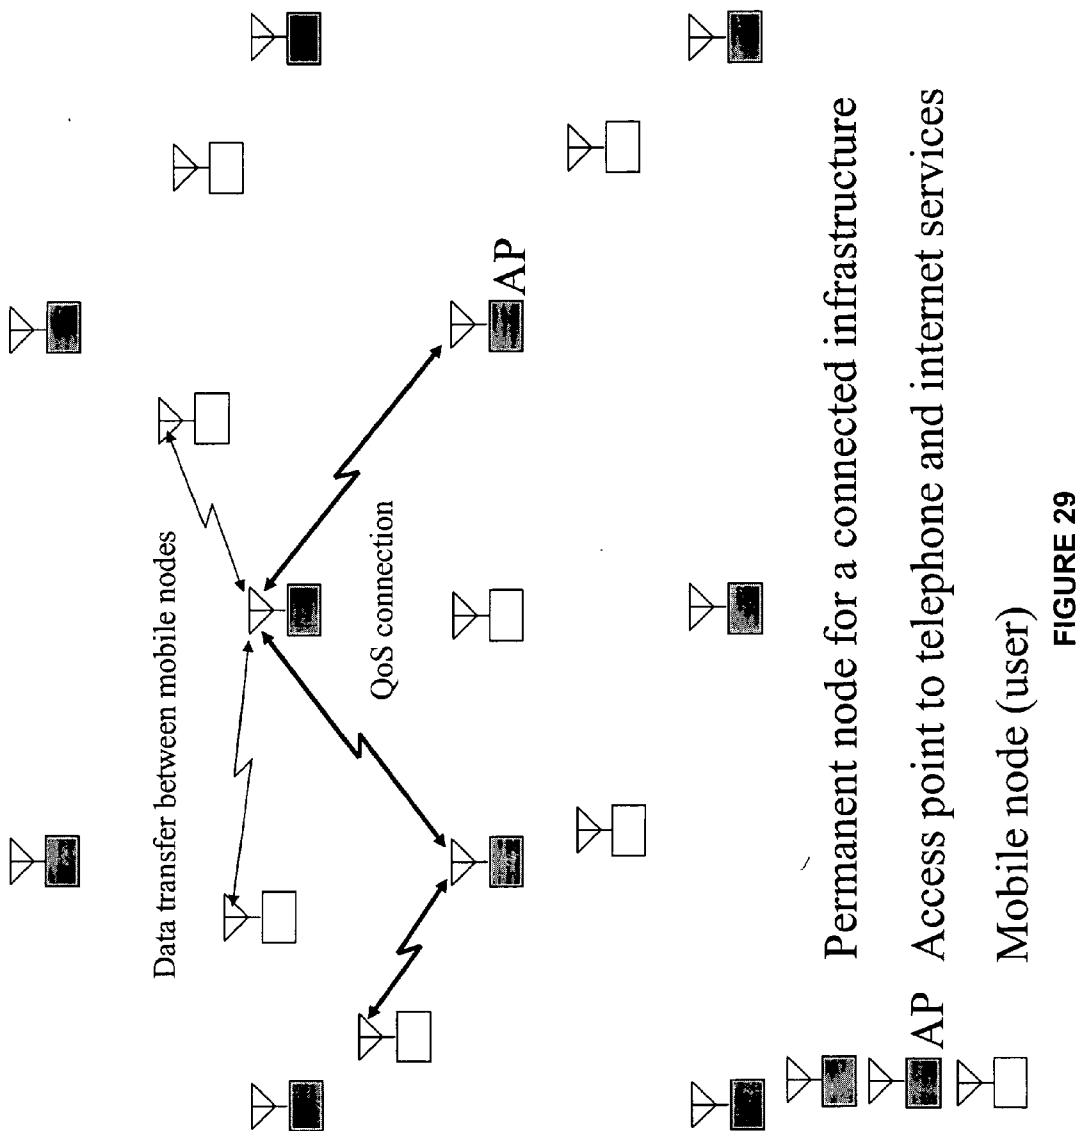 Data transfer between mobile nodes
QoS connection
AP
Permanent node for a connected infrastructure
AP Access point to telephone and internet services
Mobile node (user)
FIGURE 29